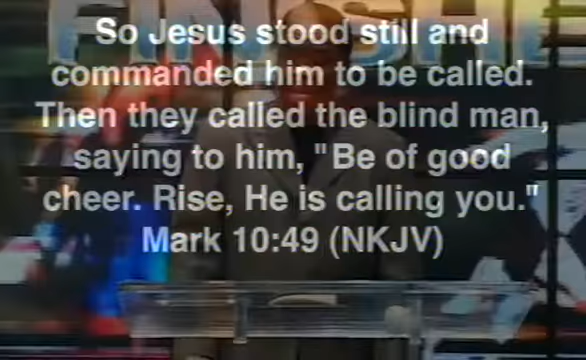 FINISHE
So Jesus stood still and
commanded him to be called.
Then they called the blind man,
saying to him, "Be of good
cheer. Rise, He is calling you."
Mark 10:49 (NKJV)